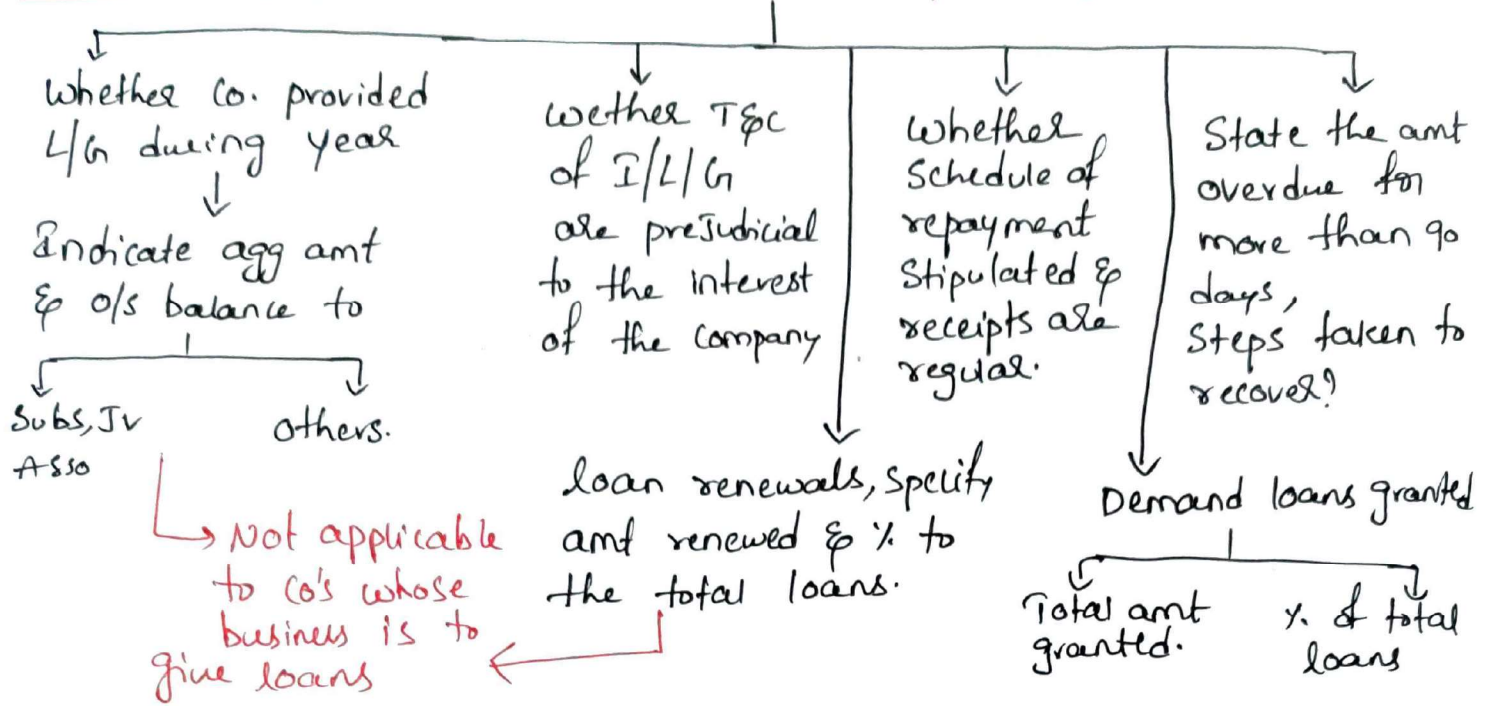 Whether Co. provided
L/G during year
Indicate agg amt
& o/s balance to
Subs, JV
Asso
others.
Not applicable
to Co's whose
business is to
give loans
wether T&C
of I/L/G
are prejudicial
to the interest
of the Company
loan renewals, specify
amt renewed & % to
the total loans.
Whether
Schedule of
repayment
Stipulated &
receipts are
regular.
State the amt
overdue for
more than 90
days,
Steps taken to
recover?
Demand loans granted
Total amt
granted.
% of total
loans